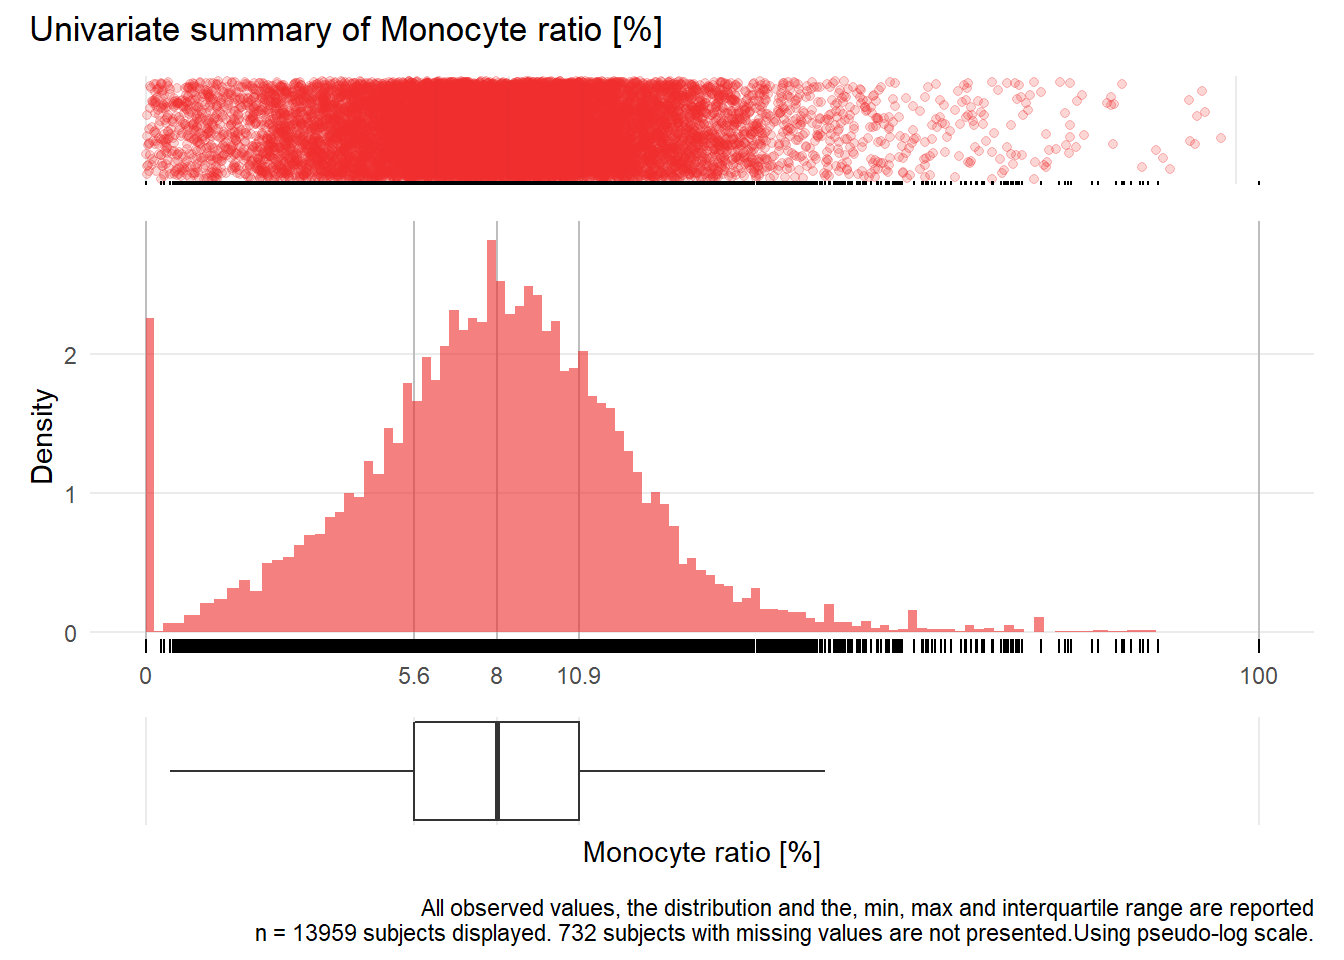 Univariate summary of Monocyte ratio [%]
Density
2
1
0
0 5.6 8 10.9 100
Monocyte ratio [%]
All observed values, the distribution and the, min, max and interquartile range are reported
n = 13959 subjects displayed. 732 subjects with missing values are not presented.Using pseudo-log scale.